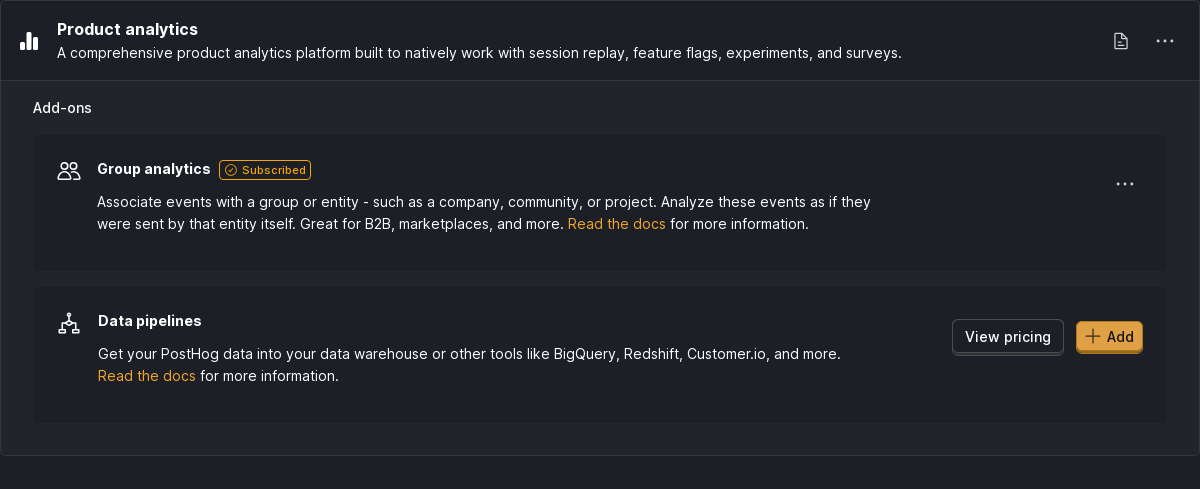 Product analytics
A comprehensive product analytics platform built to natively work with session replay, feature flags, experiments, and surveys.
Add-ons
Group analytics Subscribed
Associate events with a group or entity - such as a company, community, or project. Analyze these events as if they
were sent by that entity itself. Great for B2B, marketplaces, and more. Read the docs for more information.
Data pipelines
Get your PostHog data into your data warehouse or other tools like BigQuery, Redshift, Customer.io, and more.
Read the docs for more information.
View pricing
Add